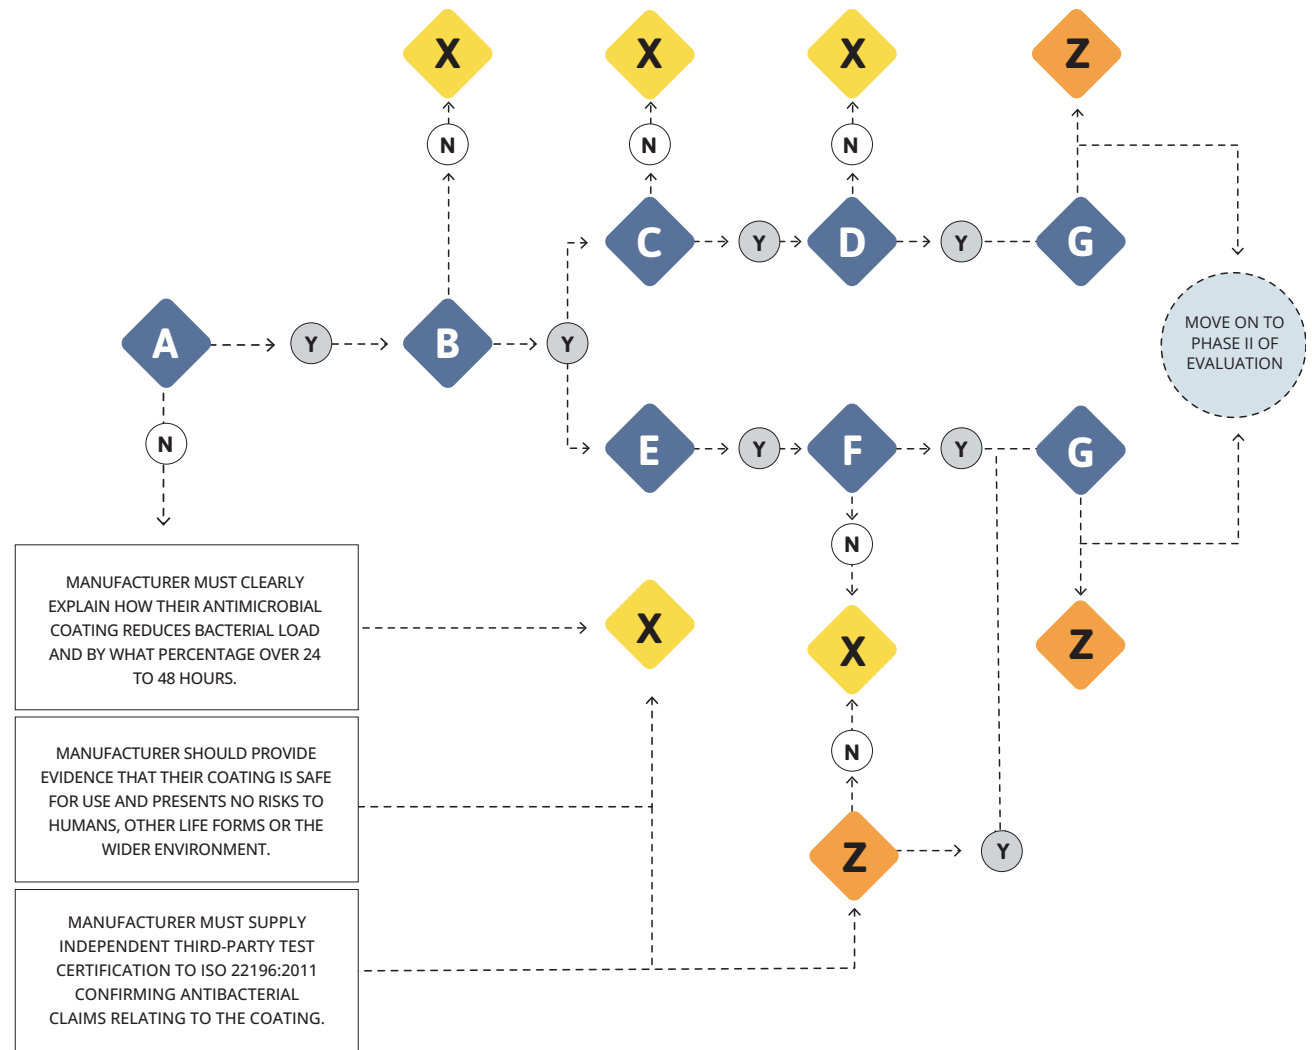 X
X
X
Z
N
N
N
C
Y
D
Y
G
A
Y
B
Y
MOVE ON TO
PHASE II OF
EVALUATION
N
E
Y
F
Y
G
N
MANUFACTURER MUST CLEARLY
EXPLAIN HOW THEIR ANTIMICROBIAL
COATING REDUCES BACTERIAL LOAD
AND BY WHAT PERCENTAGE OVER 24
TO 48 HOURS.
X
X
Z
MANUFACTURER SHOULD PROVIDE
EVIDENCE THAT THEIR COATING IS SAFE
FOR USE AND PRESENTS NO RISKS TO
HUMANS, OTHER LIFE FORMS OR THE
WIDER ENVIRONMENT.
N
Z
Y
MANUFACTURER MUST SUPPLY
INDEPENDENT THIRD-PARTY TEST
CERTIFICATION TO ISO 22196:2011
CONFIRMING ANTIBACTERIAL
CLAIMS RELATING TO THE COATING.